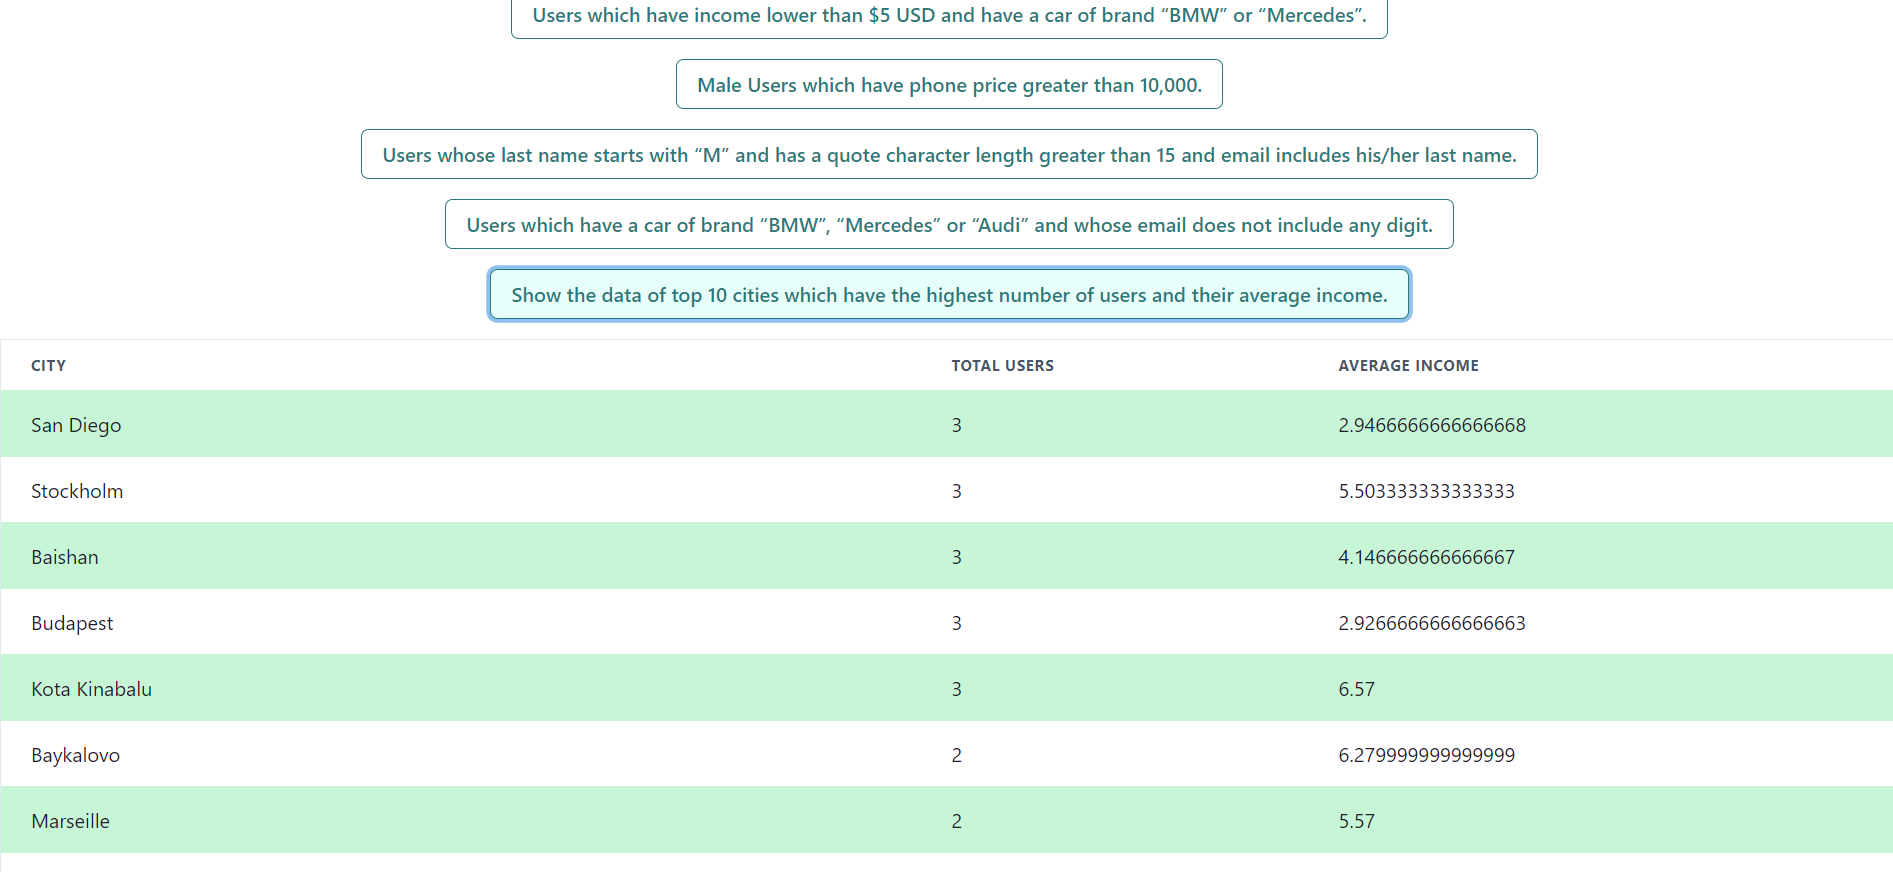 Users which have income lower than $5 USD and have a car of brand “BMW” or “Mercedes”.
Male Users which have phone price greater than 10,000.
Users whose last name starts with “M” and has a quote character length greater than 15 and email includes his/her last name.
Users which have a car of brand “BMW”, “Mercedes” or “Audi” and whose email does not include any digit.
Show the data of top 10 cities which have the highest number of users and their average income.
CITY TOTAL USERS AVERAGE INCOME
San Diego 3 2.9466666666666668
Stockholm 3 5.503333333333333
Baishan 3 4.146666666666667
Budapest 3 2.9266666666666663
Kota Kinabalu 3 6.57
Baykalovo 2 6.279999999999999
Marseille 2 5.57